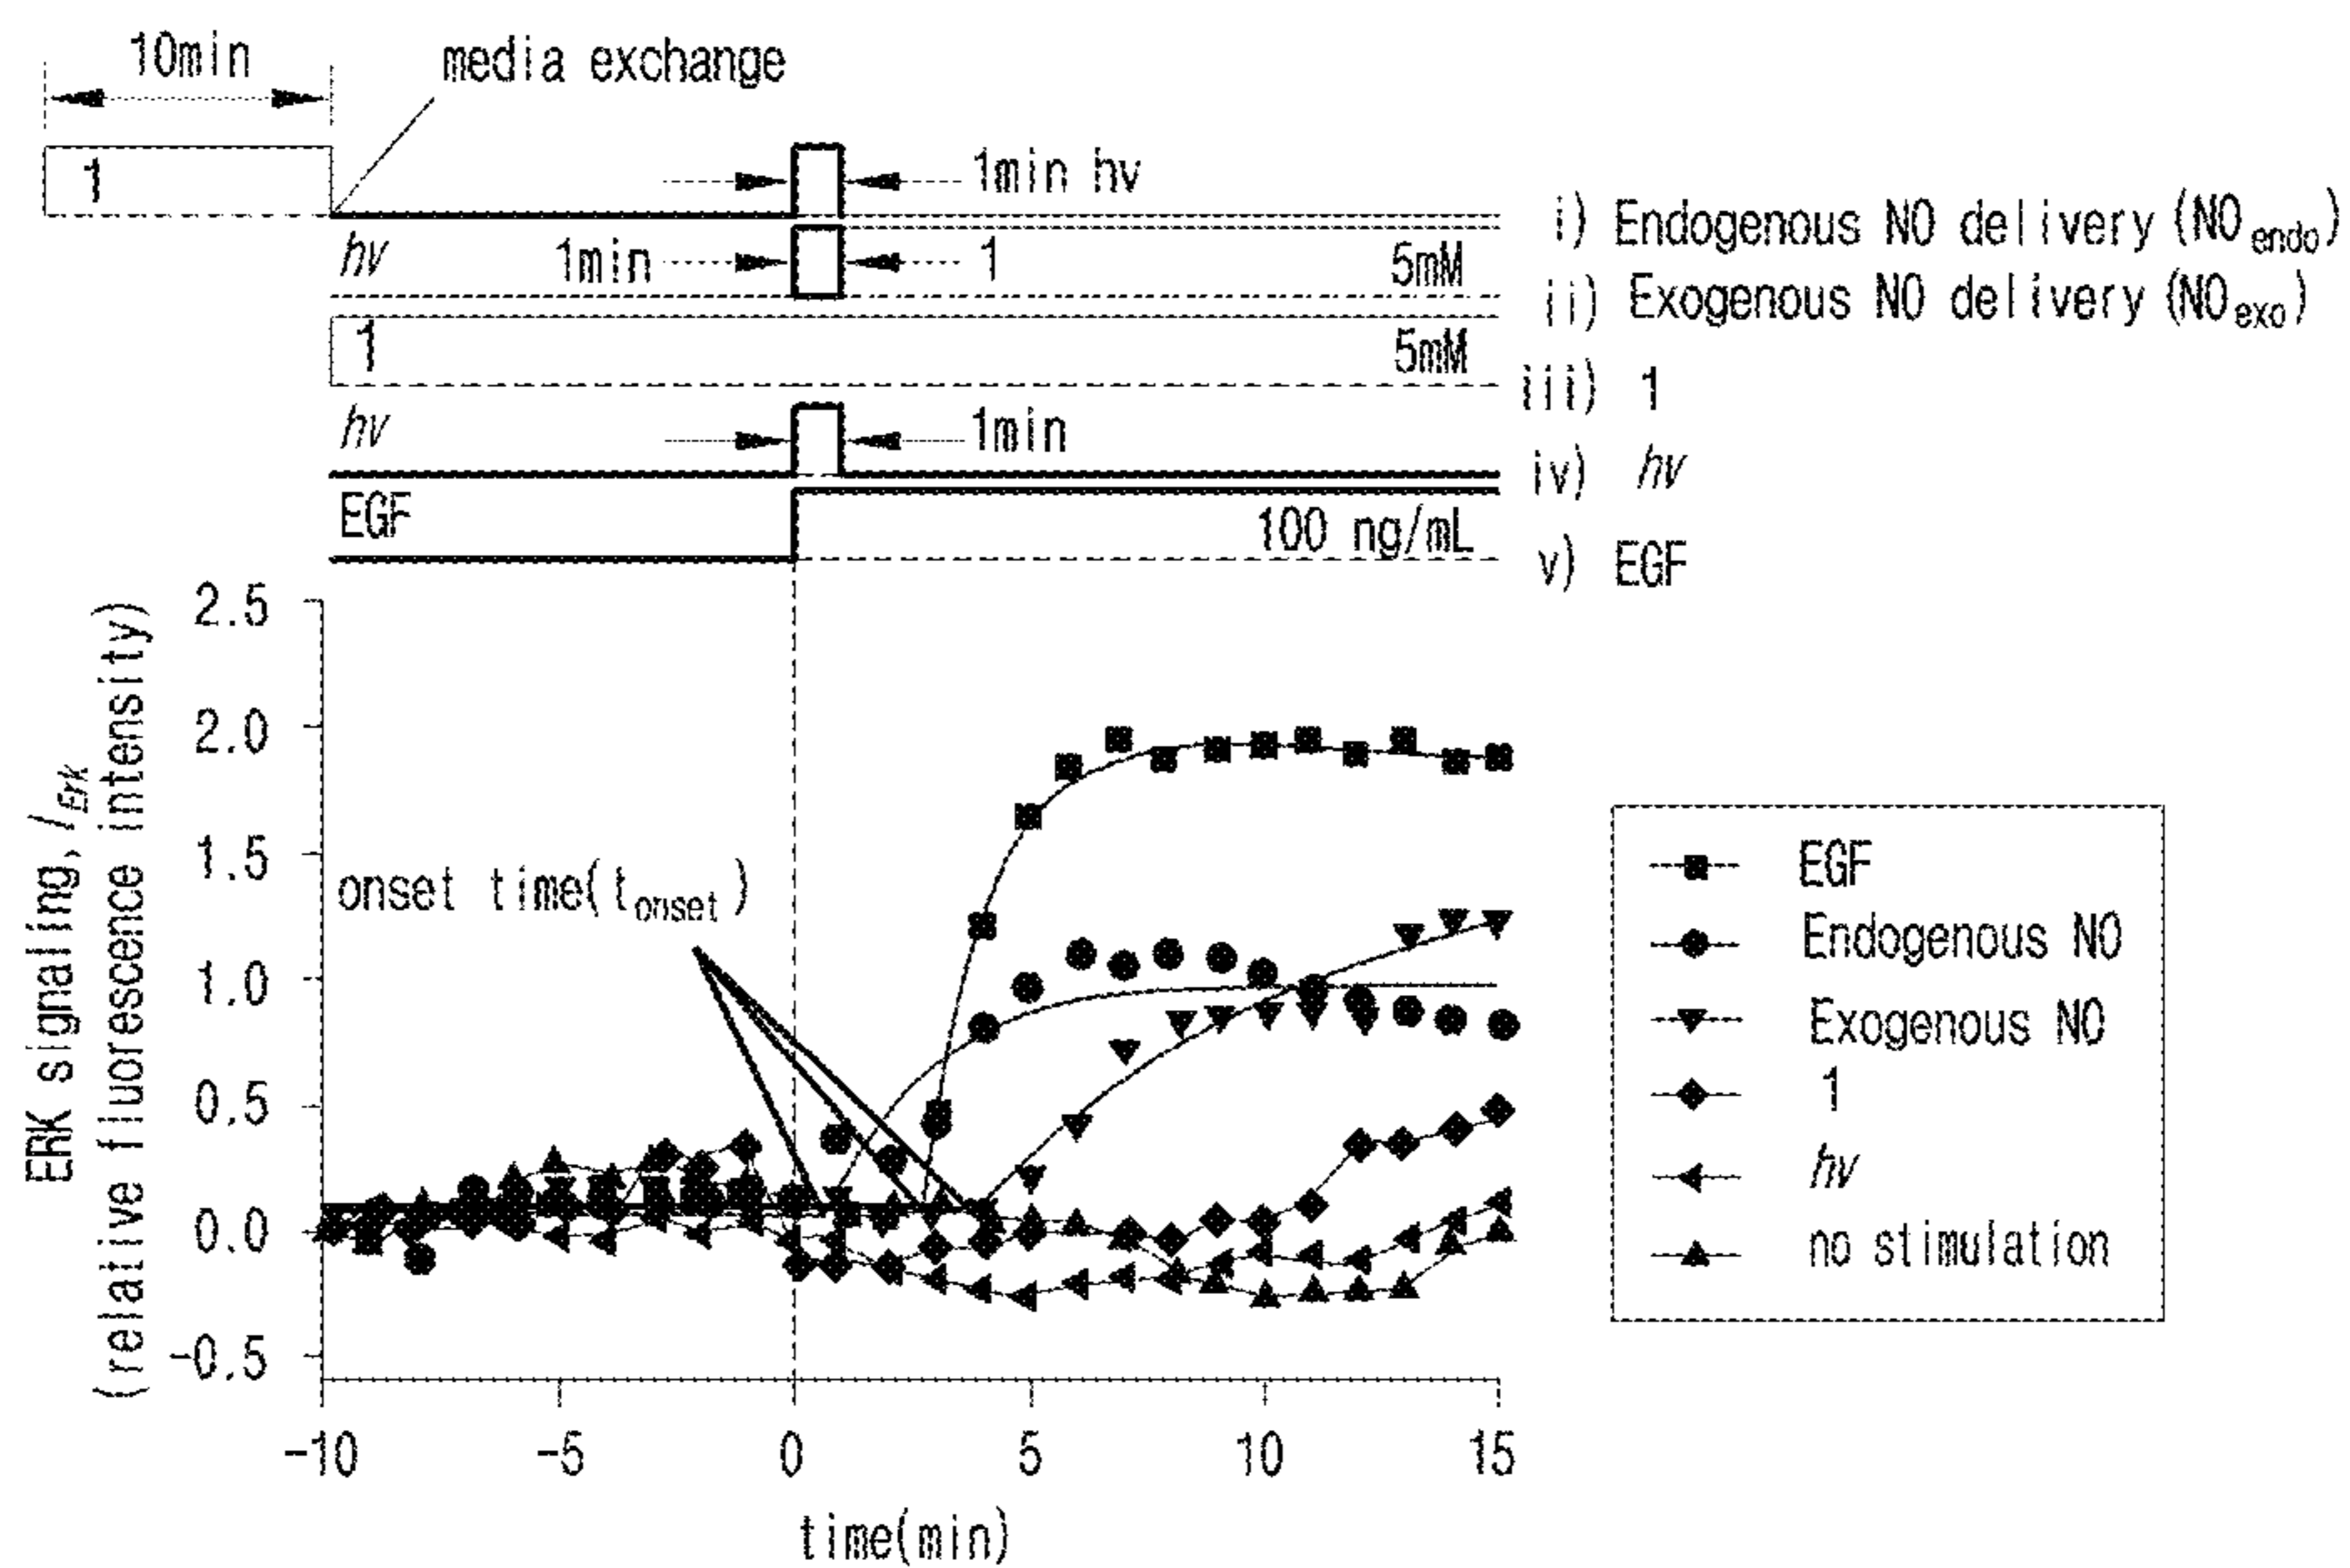 10min
media exchange
1
1min hv
i) Endogenous NO delivery (NOendo)
hv
1min
1
5mM
ii) Exogenous NO delivery (NOexo)
1
5mM
iii) 1
hv
1min
iv) hv
EGF
100 ng/mL
v) EGF
ERK signaling, IErk
(relative fluorescence intensity)
2.5
2.0
1.5
1.0
0.5
0.0
-0.5
onset time(tonset)
EGF
Endogenous NO
Exogenous NO
1
hv
no stimulation
-10
-5
0
5
10
15
time(min)